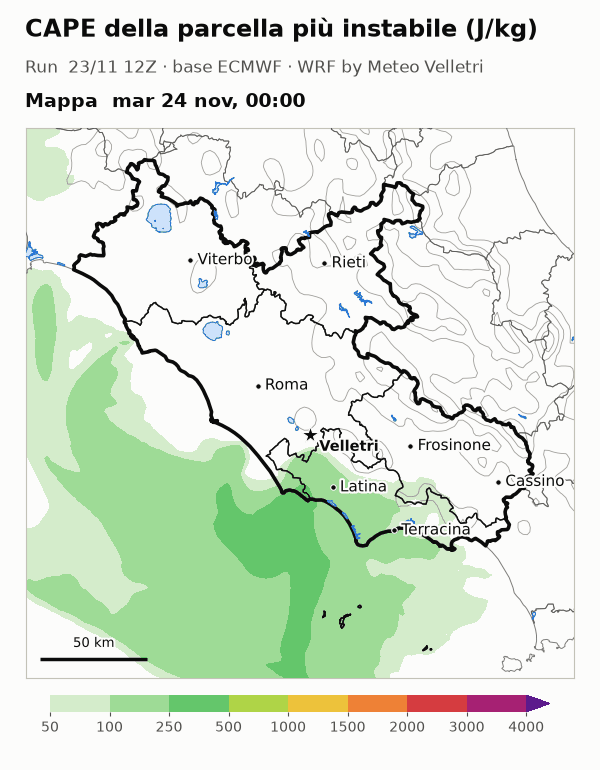 CAPE della parcella più instabile (J/kg)
Run  23/11 12Z · base ECMWF · WRF by Meteo Velletri
Mappa  mar 24 nov, 00:00
Viterbo
Rieti
Roma
Velletri
Frosinone
Latina
Cassino
Terracina
50 km
50 100 250 500 1000 1500 2000 3000 4000